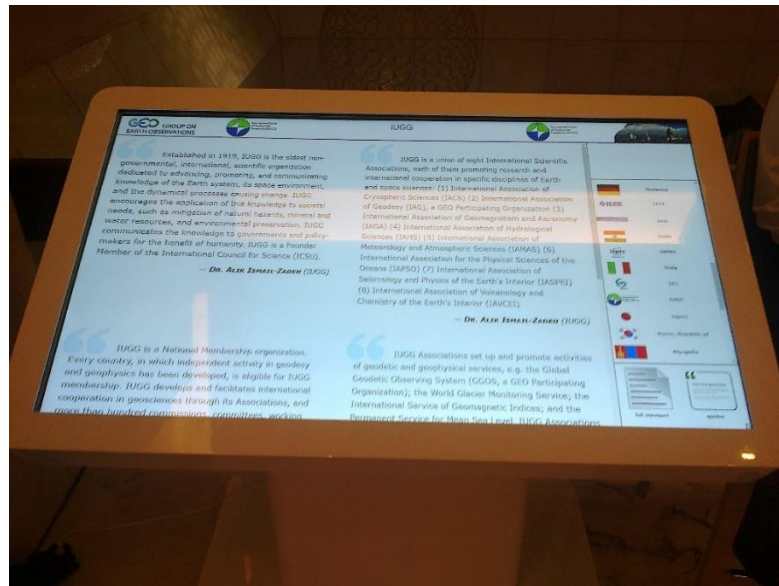 GEO GROUP ON
EARTH OBSERVATIONS
IUGG
Established in 1919, IUGG is the oldest non-
governmental, international, scientific organization
dedicated to advancing, promoting, and communicating
knowledge of the Earth system, its space environment,
and the dynamical processes causing change. IUGG
encourages the application of this knowledge to societal
needs, such as mitigation of natural hazards, mineral and
water resources, and environmental preservation. IUGG
communicates the knowledge to governments and policy-
makers for the benefit of humanity. IUGG is a Founder
Member of the International Council for Science (ICSU).
— DR. ALIK ISMAIL-ZADEH (IUGG)
IUGG is a National Membership organization.
Every country, in which independent activity in geodesy
and geophysics has been developed, is eligible for IUGG
membership. IUGG develops and facilitates international
cooperation in geosciences through its Associations, and
more than hundred commissions, committees, working
IUGG is a union of eight International Scientific
Associations, each of them promoting research and
international cooperation in specific disciplines of Earth
and space sciences: (1) International Association of
Cryospheric Sciences (IACS) (2) International Association
of Geodesy (IAG), a GEO Participating Organization (3)
International Association of Geomagnetism and Aeronomy
(IAGA) (4) International Association of Hydrological
Sciences (IAHS) (5) International Association of
Meteorology and Atmospheric Sciences (IAMAS) (6)
International Association for the Physical Sciences of the
Oceans (IAPSO) (7) International Association of
Seismology and Physics of the Earth's Interior (IASPEI)
(8) International Association of Volcanology and
Chemistry of the Earth's Interior (IAVCEI)
— DR. ALIK ISMAIL-ZADEH (IUGG)
IUGG Associations set up and promote activities
of geodetic and geophysical services, e.g. the Global
Geodetic Observing System (GGOS, a GEO Participating
Organization); the World Glacier Monitoring Service; the
International Service of Geomagnetic Indices; and the
Permanent Service for Mean Sea Level. IUGG Associations
IEEE
India
Italy
Japan
Korea, Republic of
Mongolia
full statement
quotes